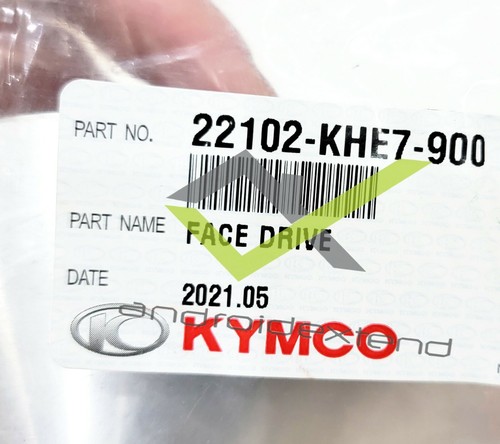 PART NO. 22102-KHE7-900
PART NAME FACE DRIVE
DATE 2021.05
KYMCO
androidextend